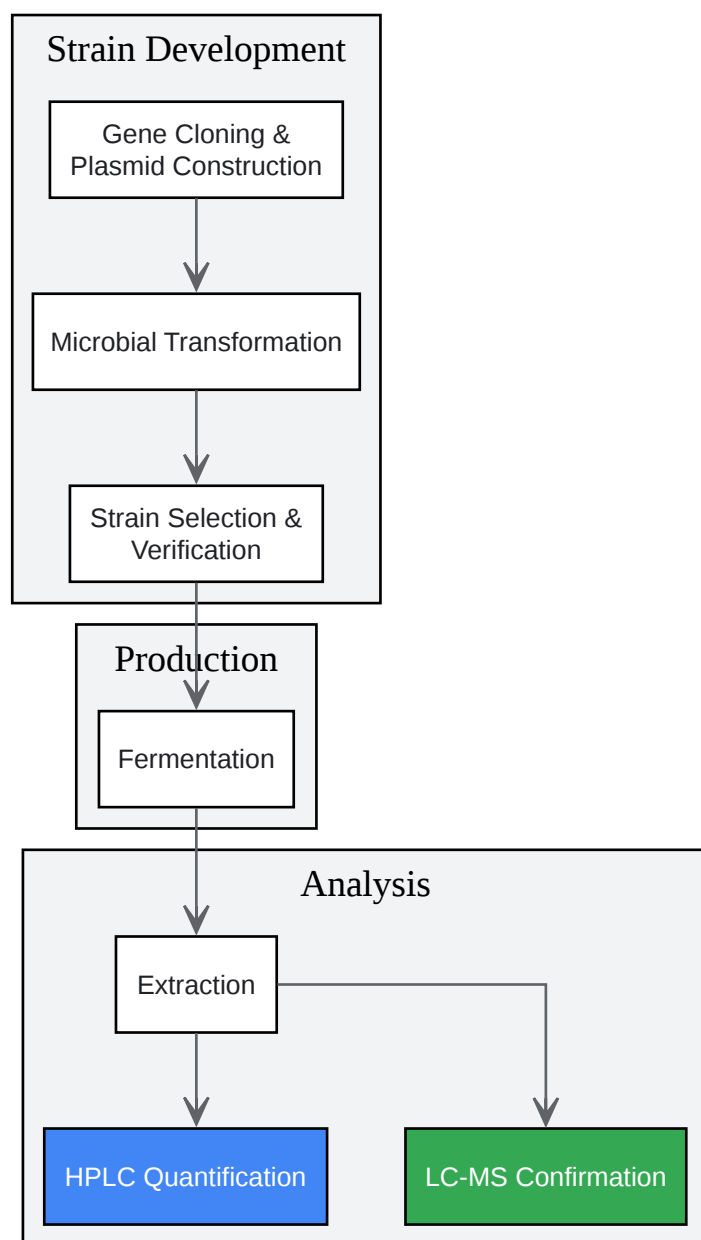 Strain Development
Gene Cloning &
Plasmid Construction
Microbial Transformation
Strain Selection &
Verification
Production
Fermentation
Analysis
Extraction
HPLC Quantification
LC-MS Confirmation